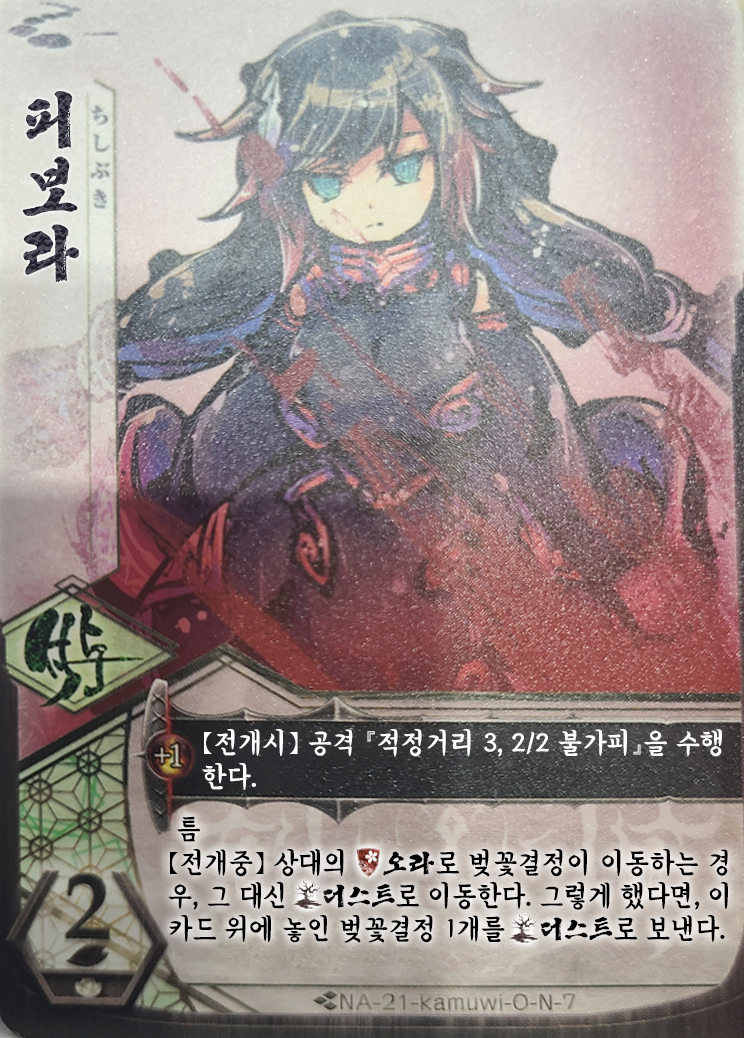 피보라
ちしぶき
+1
【전개시】 공격 『적정거리 3, 2/2 불가피』을 수행
한다.
틈
【전개중】 상대의 오라로 벚꽃결정이 이동하는 경
우, 그 대신 더스트로 이동한다. 그렇게 했다면, 이
카드 위에 놓인 벚꽃결정 1개를 더스트로 보낸다.
2
NA-21-kamuwi-O-N-7